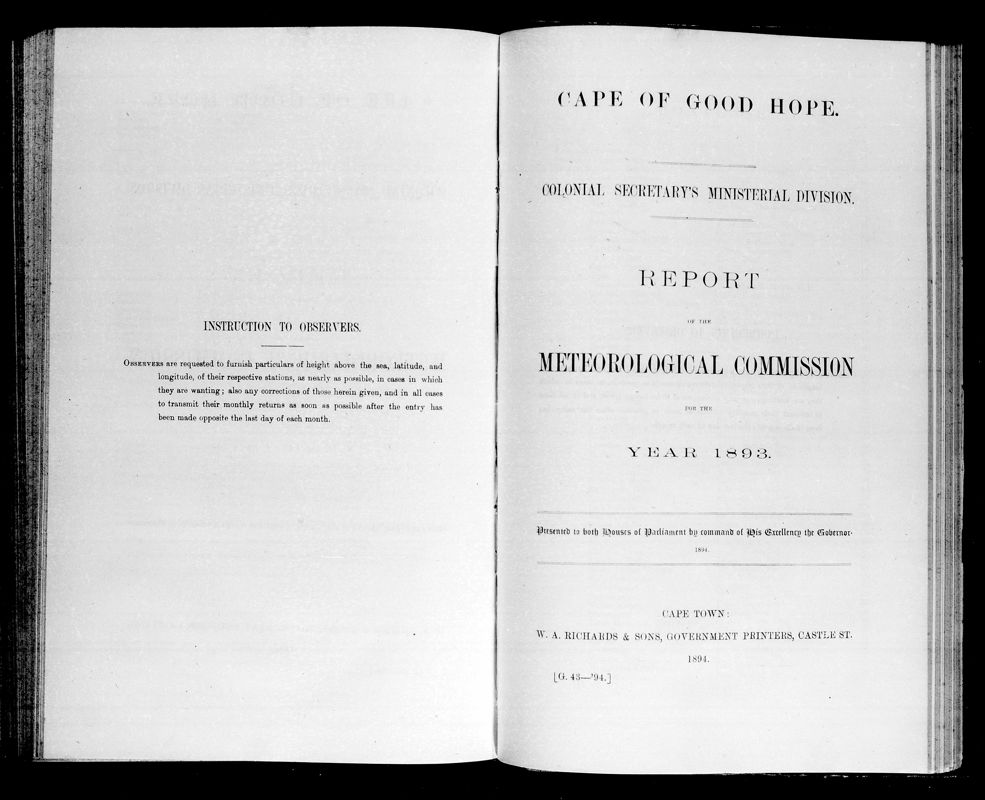 INSTRUCTION TO OBSERVERS.
OBSERVERS are requested to furnish particulars of height above the sea, latitude, and
longitude, of their respective stations, as nearly as possible, in cases in which
they are wanting; also any corrections of those herein given, and in all cases
to transmit their monthly returns as soon as possible after the entry has
been made opposite the last day of each month.
CAPE OF GOOD HOPE.
COLONIAL SECRETARY'S MINISTERIAL DIVISION.
REPORT
OF THE
METEOROLOGICAL COMMISSION
FOR THE
YEAR 1893.
Presented to both Houses of Parliament by command of His Excellency the Governor.
1894.
CAPE TOWN:
W. A. RICHARDS & SONS, GOVERNMENT PRINTERS, CASTLE ST.
1894.
[G. 43—'94.]